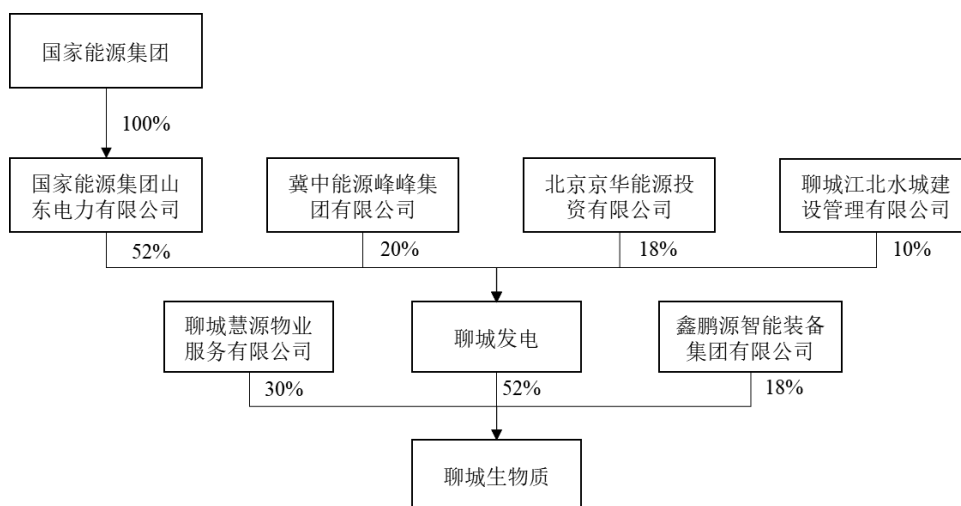 国家能源集团
100%
国家能源集团山
东电力有限公司
冀中能源峰峰集
团有限公司
北京京华能源投
资有限公司
聊城江北水城建
设管理有限公司
52%
20%
18%
10%
聊城慧源物业
服务有限公司
聊城发电
鑫鹏源智能装备
集团有限公司
30%
52%
18%
聊城生物质